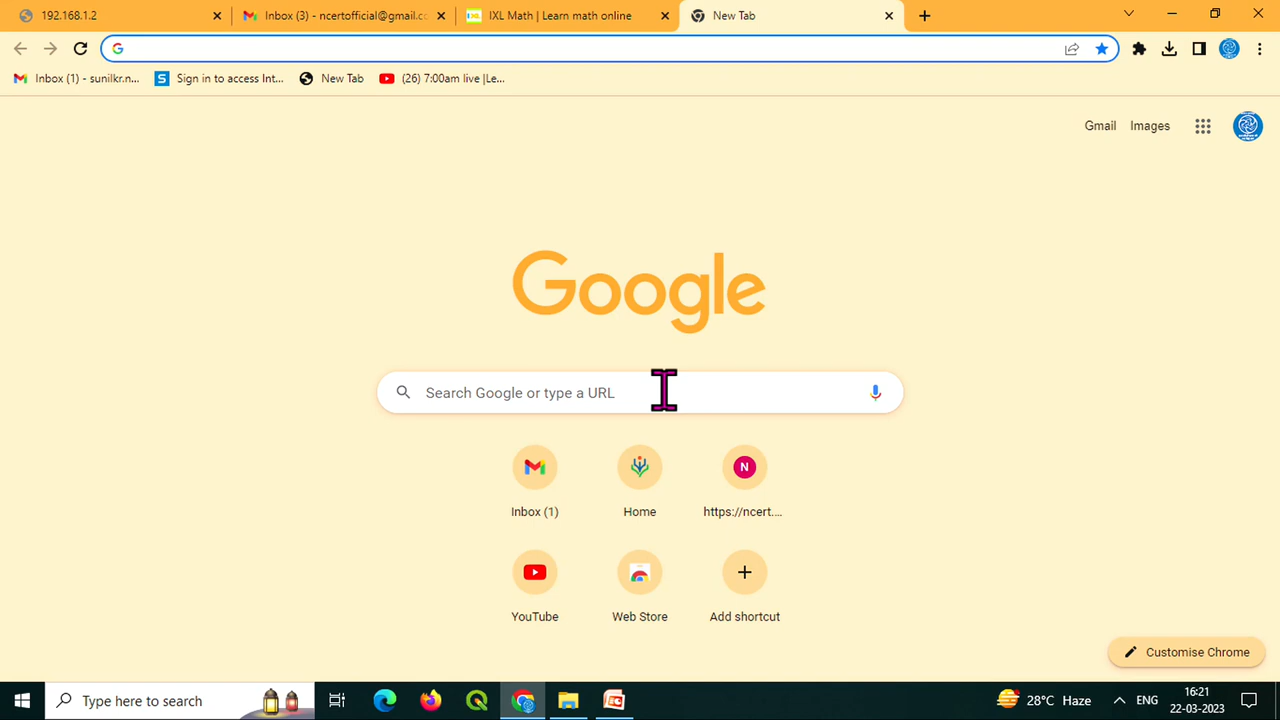 192.168.1.2
Inbox (3) - ncertofficial@gmail.cc
IXL Math | Learn math online
New Tab
Inbox (1) - sunilkr.n...
Sign in to access Int...
New Tab
(26) 7:00am live |Le...
Gmail
Images
Google
Search Google or type a URL
Inbox (1)
Home
N
https://ncert....
YouTube
Web Store
Add shortcut
Customise Chrome
Type here to search
28°C Haze
ENG
16:21
22-03-2023